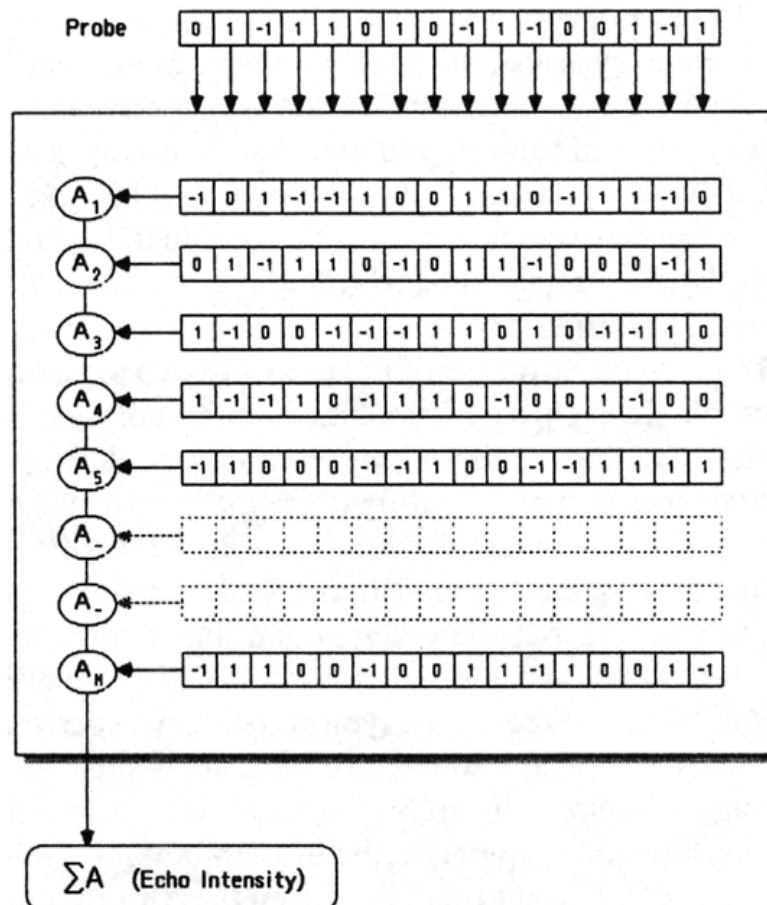 Probe 0 1 -1 1 1 0 1 0 -1 1 -1 0 0 1 -1 1
A1 -1 0 1 -1 -1 1 0 0 1 -1 0 -1 1 1 -1 0
A2 0 1 -1 1 1 0 -1 0 1 1 -1 0 0 0 -1 1
A3 1 -1 0 0 -1 -1 -1 1 1 0 1 0 -1 -1 1 0
A4 1 -1 -1 1 0 -1 1 1 0 -1 0 0 1 -1 0 0
A5 -1 1 0 0 0 -1 -1 1 0 0 -1 -1 1 1 1 1
A-
A-
AM -1 1 1 0 0 -1 0 0 1 1 -1 1 0 0 1 -1
∑A (Echo Intensity)